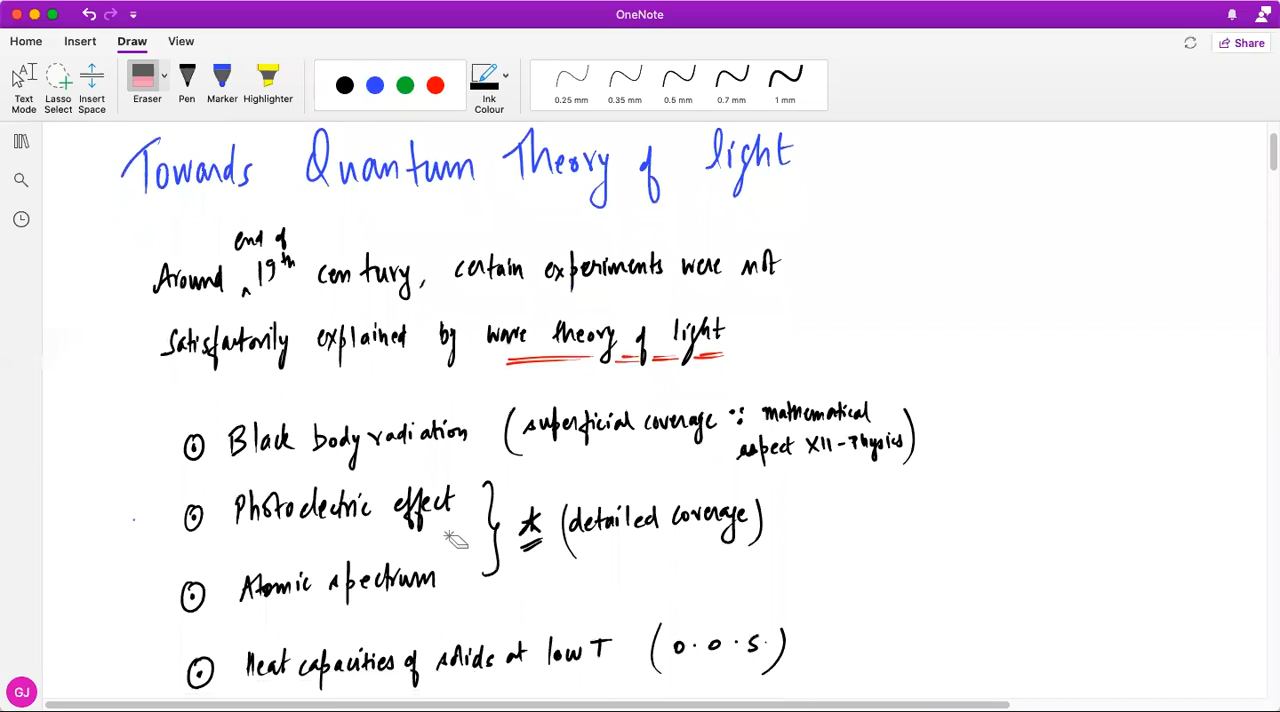 OneNote
Home Insert Draw View
Share
Text Mode
Lasso Select
Insert Space
Eraser
Pen
Marker
Highlighter
Ink Colour
0.25 mm
0.35 mm
0.5 mm
0.7 mm
1 mm
Towards Quantum Theory of light
end of
Around ^ 19th century, certain experiments were not
satisfactorily explained by wave theory of light
⊙ Black body radiation (superficial coverage ∵ mathematical
aspect XII-Physics)
⊙ Photoelectric effect
} * (detailed coverage)
⊙ Atomic spectrum
⊙ Heat capacities of solids at low T (O.O.S.)
GJ